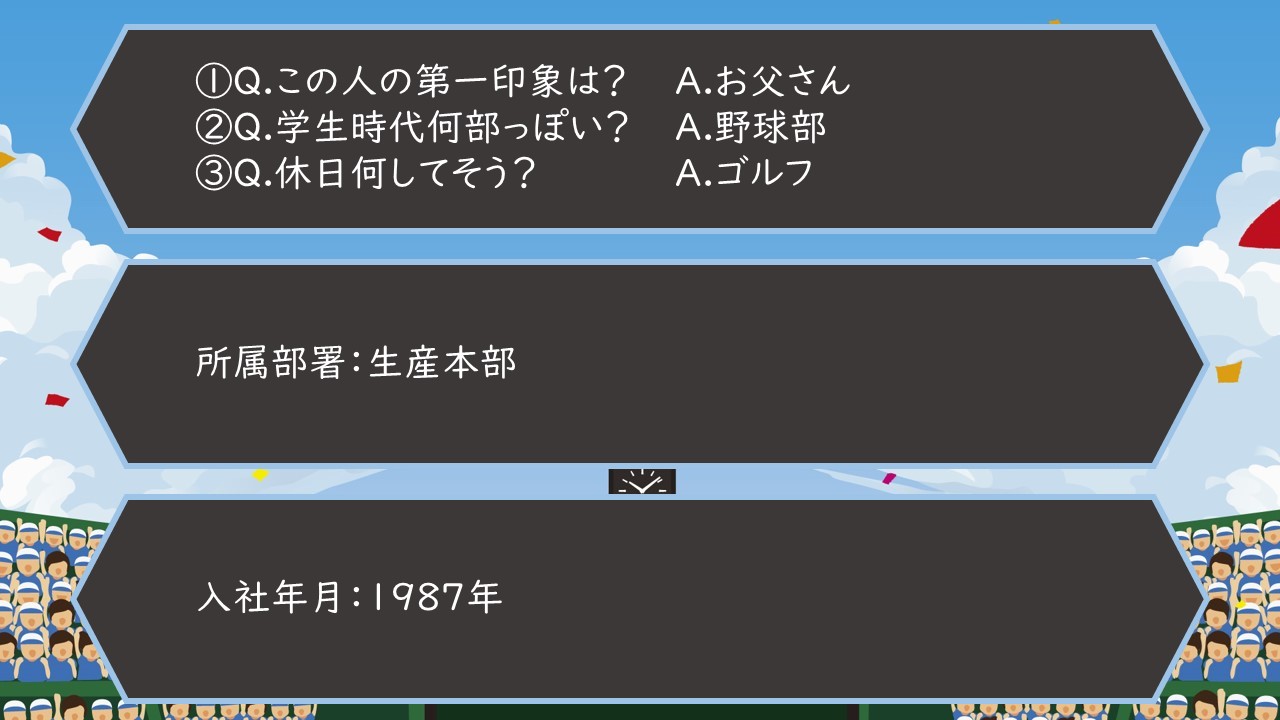 ①Q.この人の第一印象は？ A.お父さん
②Q.学生時代何部っぽい？ A.野球部
③Q.休日何してそう？ A.ゴルフ
所属部署：生産本部
入社年月：1987年